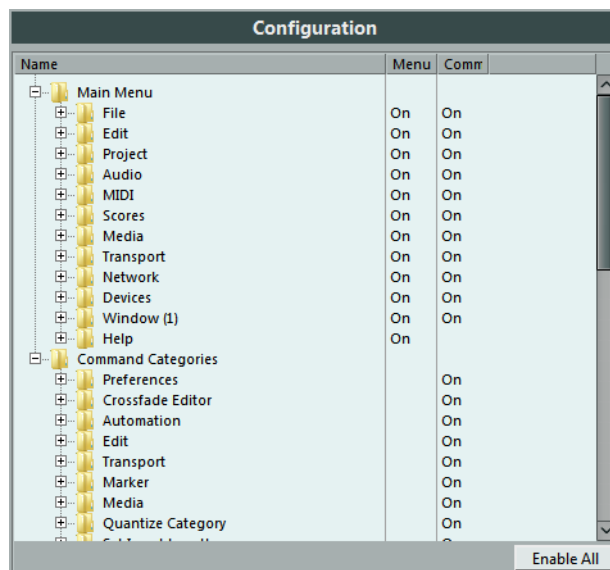 Configuration
Name Menu Comr
Main Menu
File On On
Edit On On
Project On On
Audio On On
MIDI On On
Scores On On
Media On On
Transport On On
Network On On
Devices On On
Window (1) On On
Help On
Command Categories
Preferences On
Crossfade Editor On
Automation On
Edit On
Transport On
Marker On
Media On
Quantize Category On
Enable All